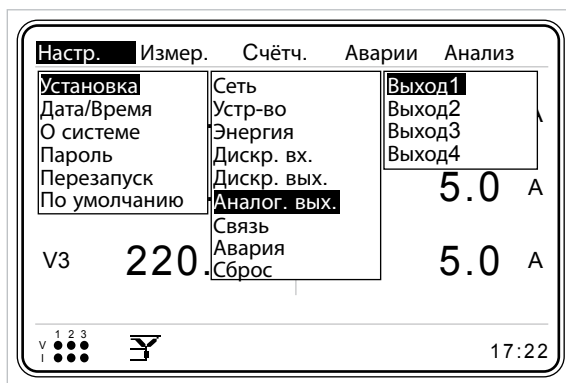 Настр. Измер. Счётч. Аварии Анализ
Установка
Дата/Время
О системе
Пароль
Перезапуск
По умолчанию
Сеть
Устр-во
Энергия
Дискр. вх.
Дискр. вых.
Аналог. вых.
Связь
Авария
Сброс
Выход1
Выход2
Выход3
Выход4
5.0 A
V3 220. 5.0 A
1 2 3
V
I
17:22